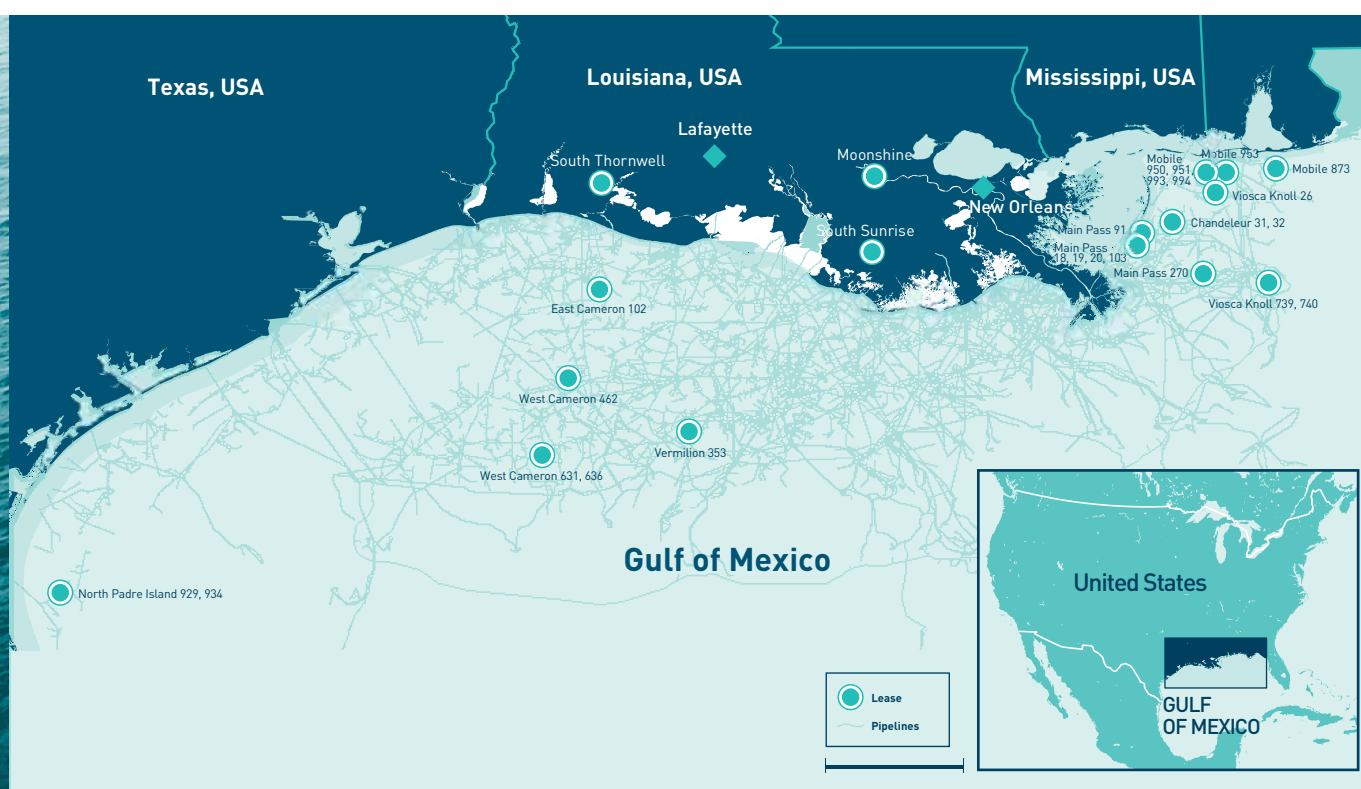 Texas, USA
Louisiana, USA
Mississippi, USA
Lafayette
South Thornwell
Moonshine
New Orleans
South Sunrise
Mobile
950, 951,
993, 994
Mobile 953
Mobile 873
Viosca Knoll 26
Chandeleur 31, 32
Main Pass 91
Main Pass
18, 19, 20, 103
Main Pass 270
Viosca Knoll 739, 740
East Cameron 102
West Cameron 462
Vermilion 353
West Cameron 631, 636
Gulf of Mexico
North Padre Island 929, 934
Lease
Pipelines
United States
GULF
OF MEXICO